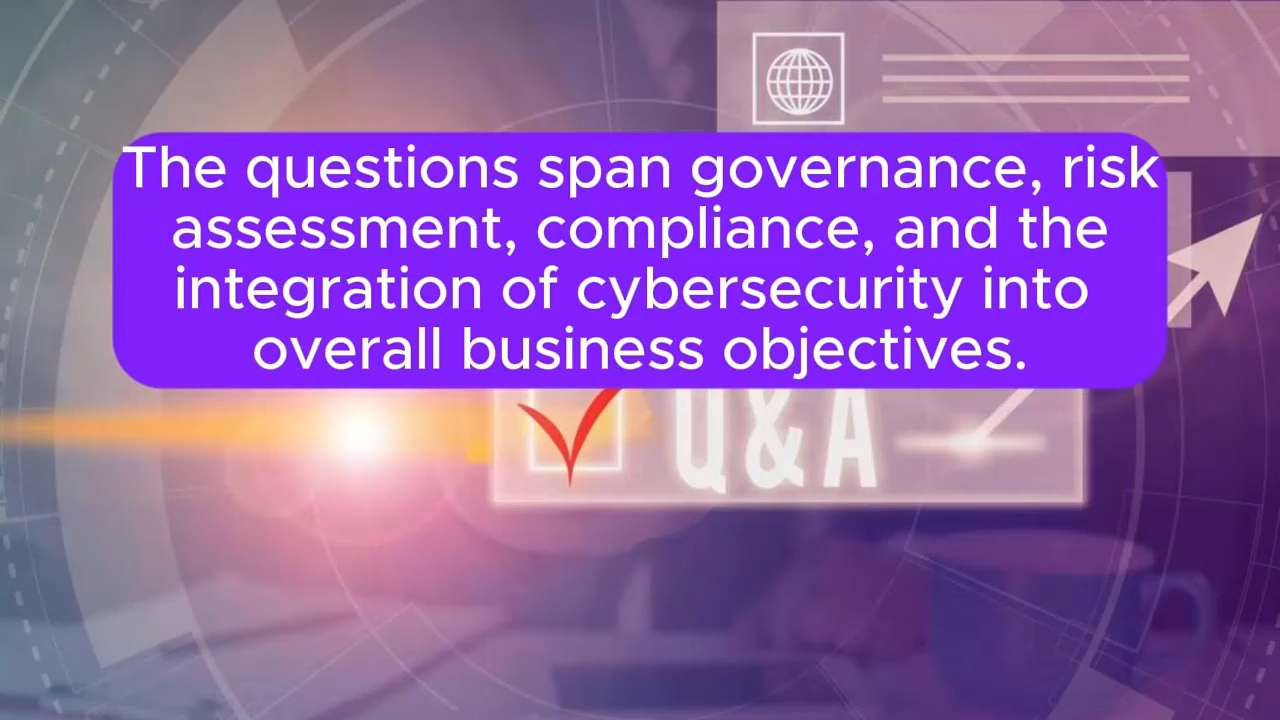 The questions span governance, risk
assessment, compliance, and the
integration of cybersecurity into
overall business objectives.
Q&A